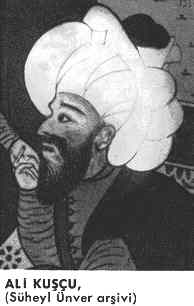 ALİ KUŞÇU,
(Süheyl Ünver arşivi)